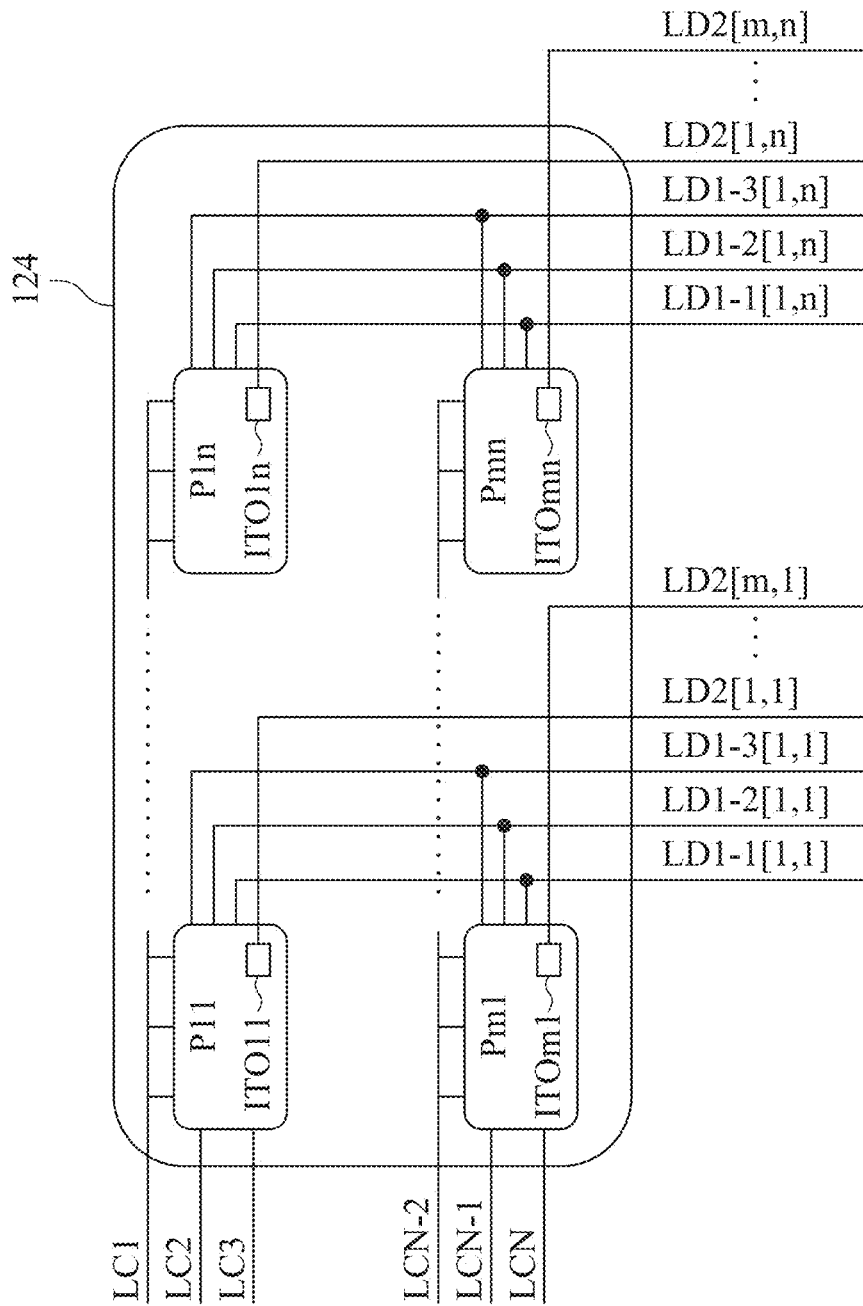 124
LC1
LC2
LC3
LCN-2
LCN-1
LCN
P11
ITO11
P1n
ITO1n
Pm1
ITOm1
Pmn
ITOmn
LD1-1[1,1]
LD1-2[1,1]
LD1-3[1,1]
LD2[1,1]
LD2[m,1]
LD1-1[1,n]
LD1-2[1,n]
LD1-3[1,n]
LD2[1,n]
LD2[m,n]